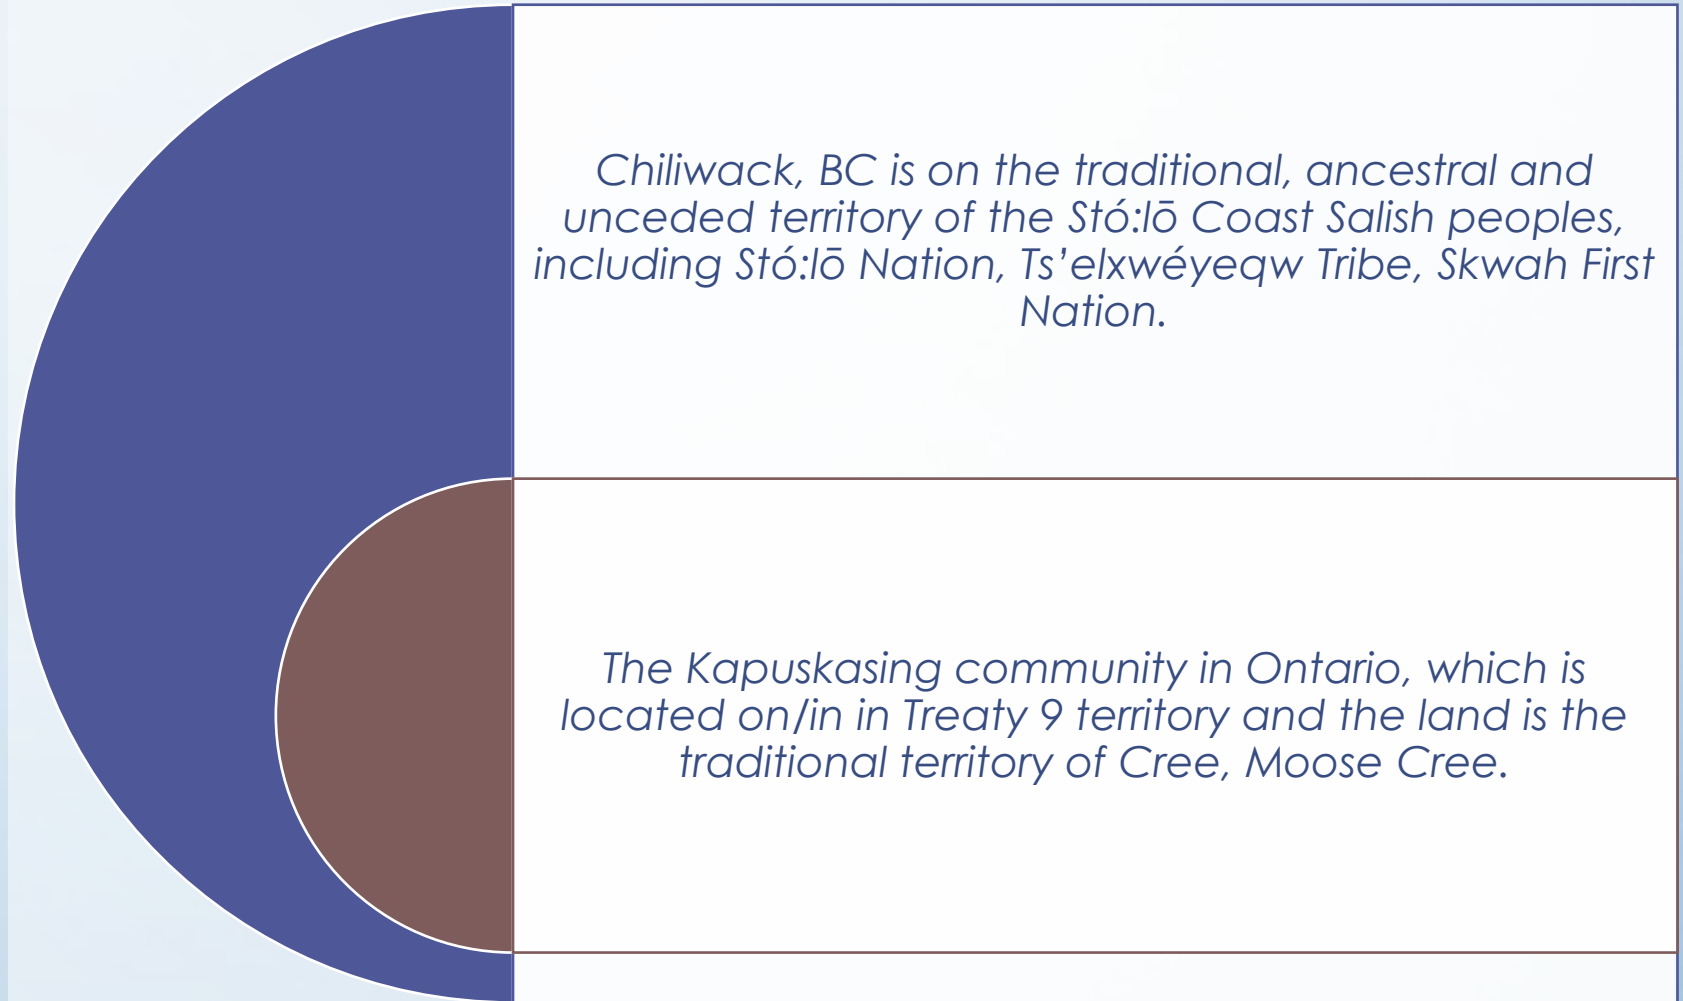 Chiliwack, BC is on the traditional, ancestral and
unceded territory of the Stó:lō Coast Salish peoples,
including Stó:lō Nation, Ts’elxwéyeqw Tribe, Skwah First
Nation.
The Kapuskasing community in Ontario, which is
located on/in in Treaty 9 territory and the land is the
traditional territory of Cree, Moose Cree.